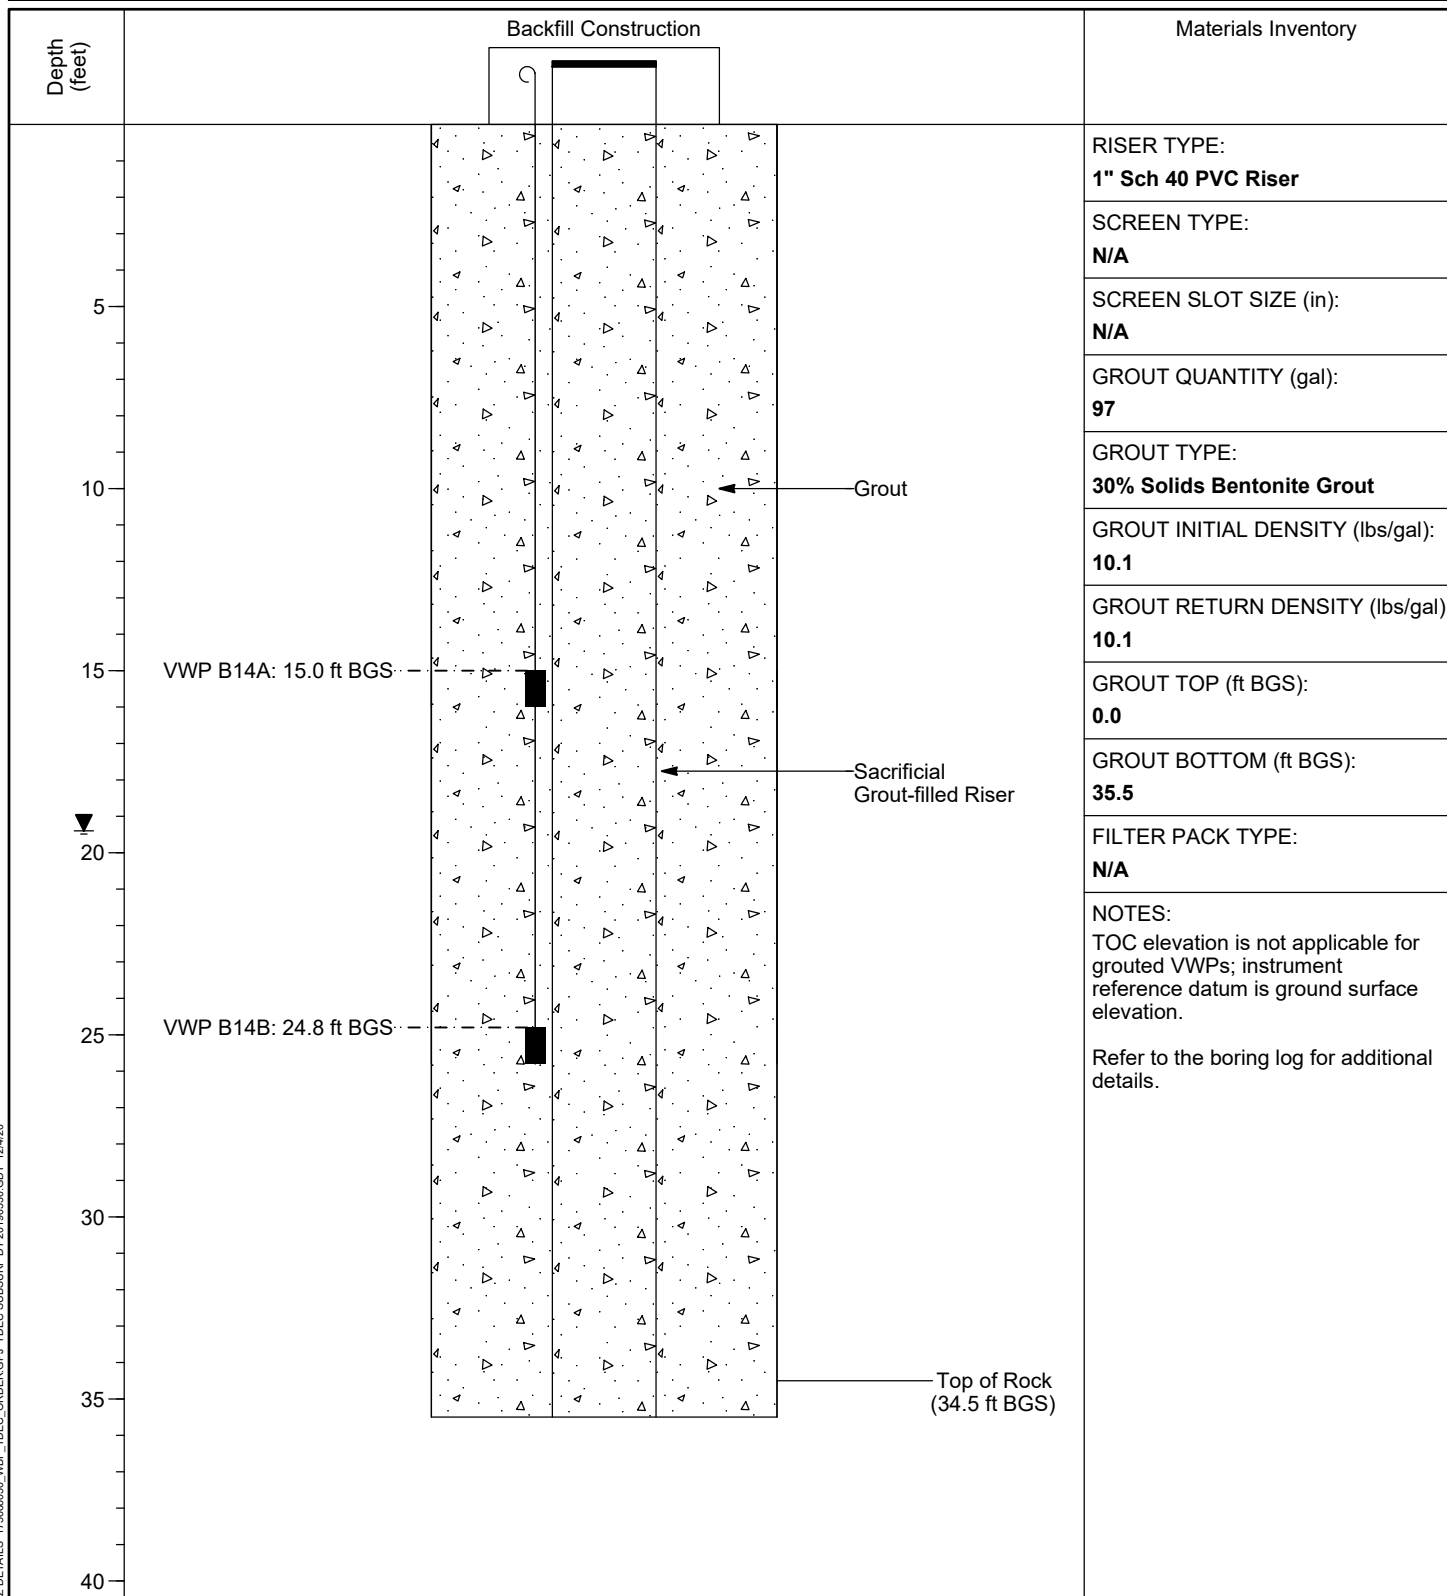 Depth
(feet)
Backfill Construction
Materials Inventory
RISER TYPE:
1" Sch 40 PVC Riser
SCREEN TYPE:
N/A
SCREEN SLOT SIZE (in):
N/A
GROUT QUANTITY (gal):
97
GROUT TYPE:
30% Solids Bentonite Grout
GROUT INITIAL DENSITY (lbs/gal):
10.1
GROUT RETURN DENSITY (lbs/gal)
10.1
GROUT TOP (ft BGS):
0.0
GROUT BOTTOM (ft BGS):
35.5
FILTER PACK TYPE:
N/A
NOTES:
TOC elevation is not applicable for
grouted VWPs; instrument
reference datum is ground surface
elevation.
Refer to the boring log for additional
details.
5
10
Grout
15
VWP B14A: 15.0 ft BGS
Sacrificial
Grout-filled Riser
20
VWP B14B: 24.8 ft BGS
25
30
Top of Rock
(34.5 ft BGS)
35
40